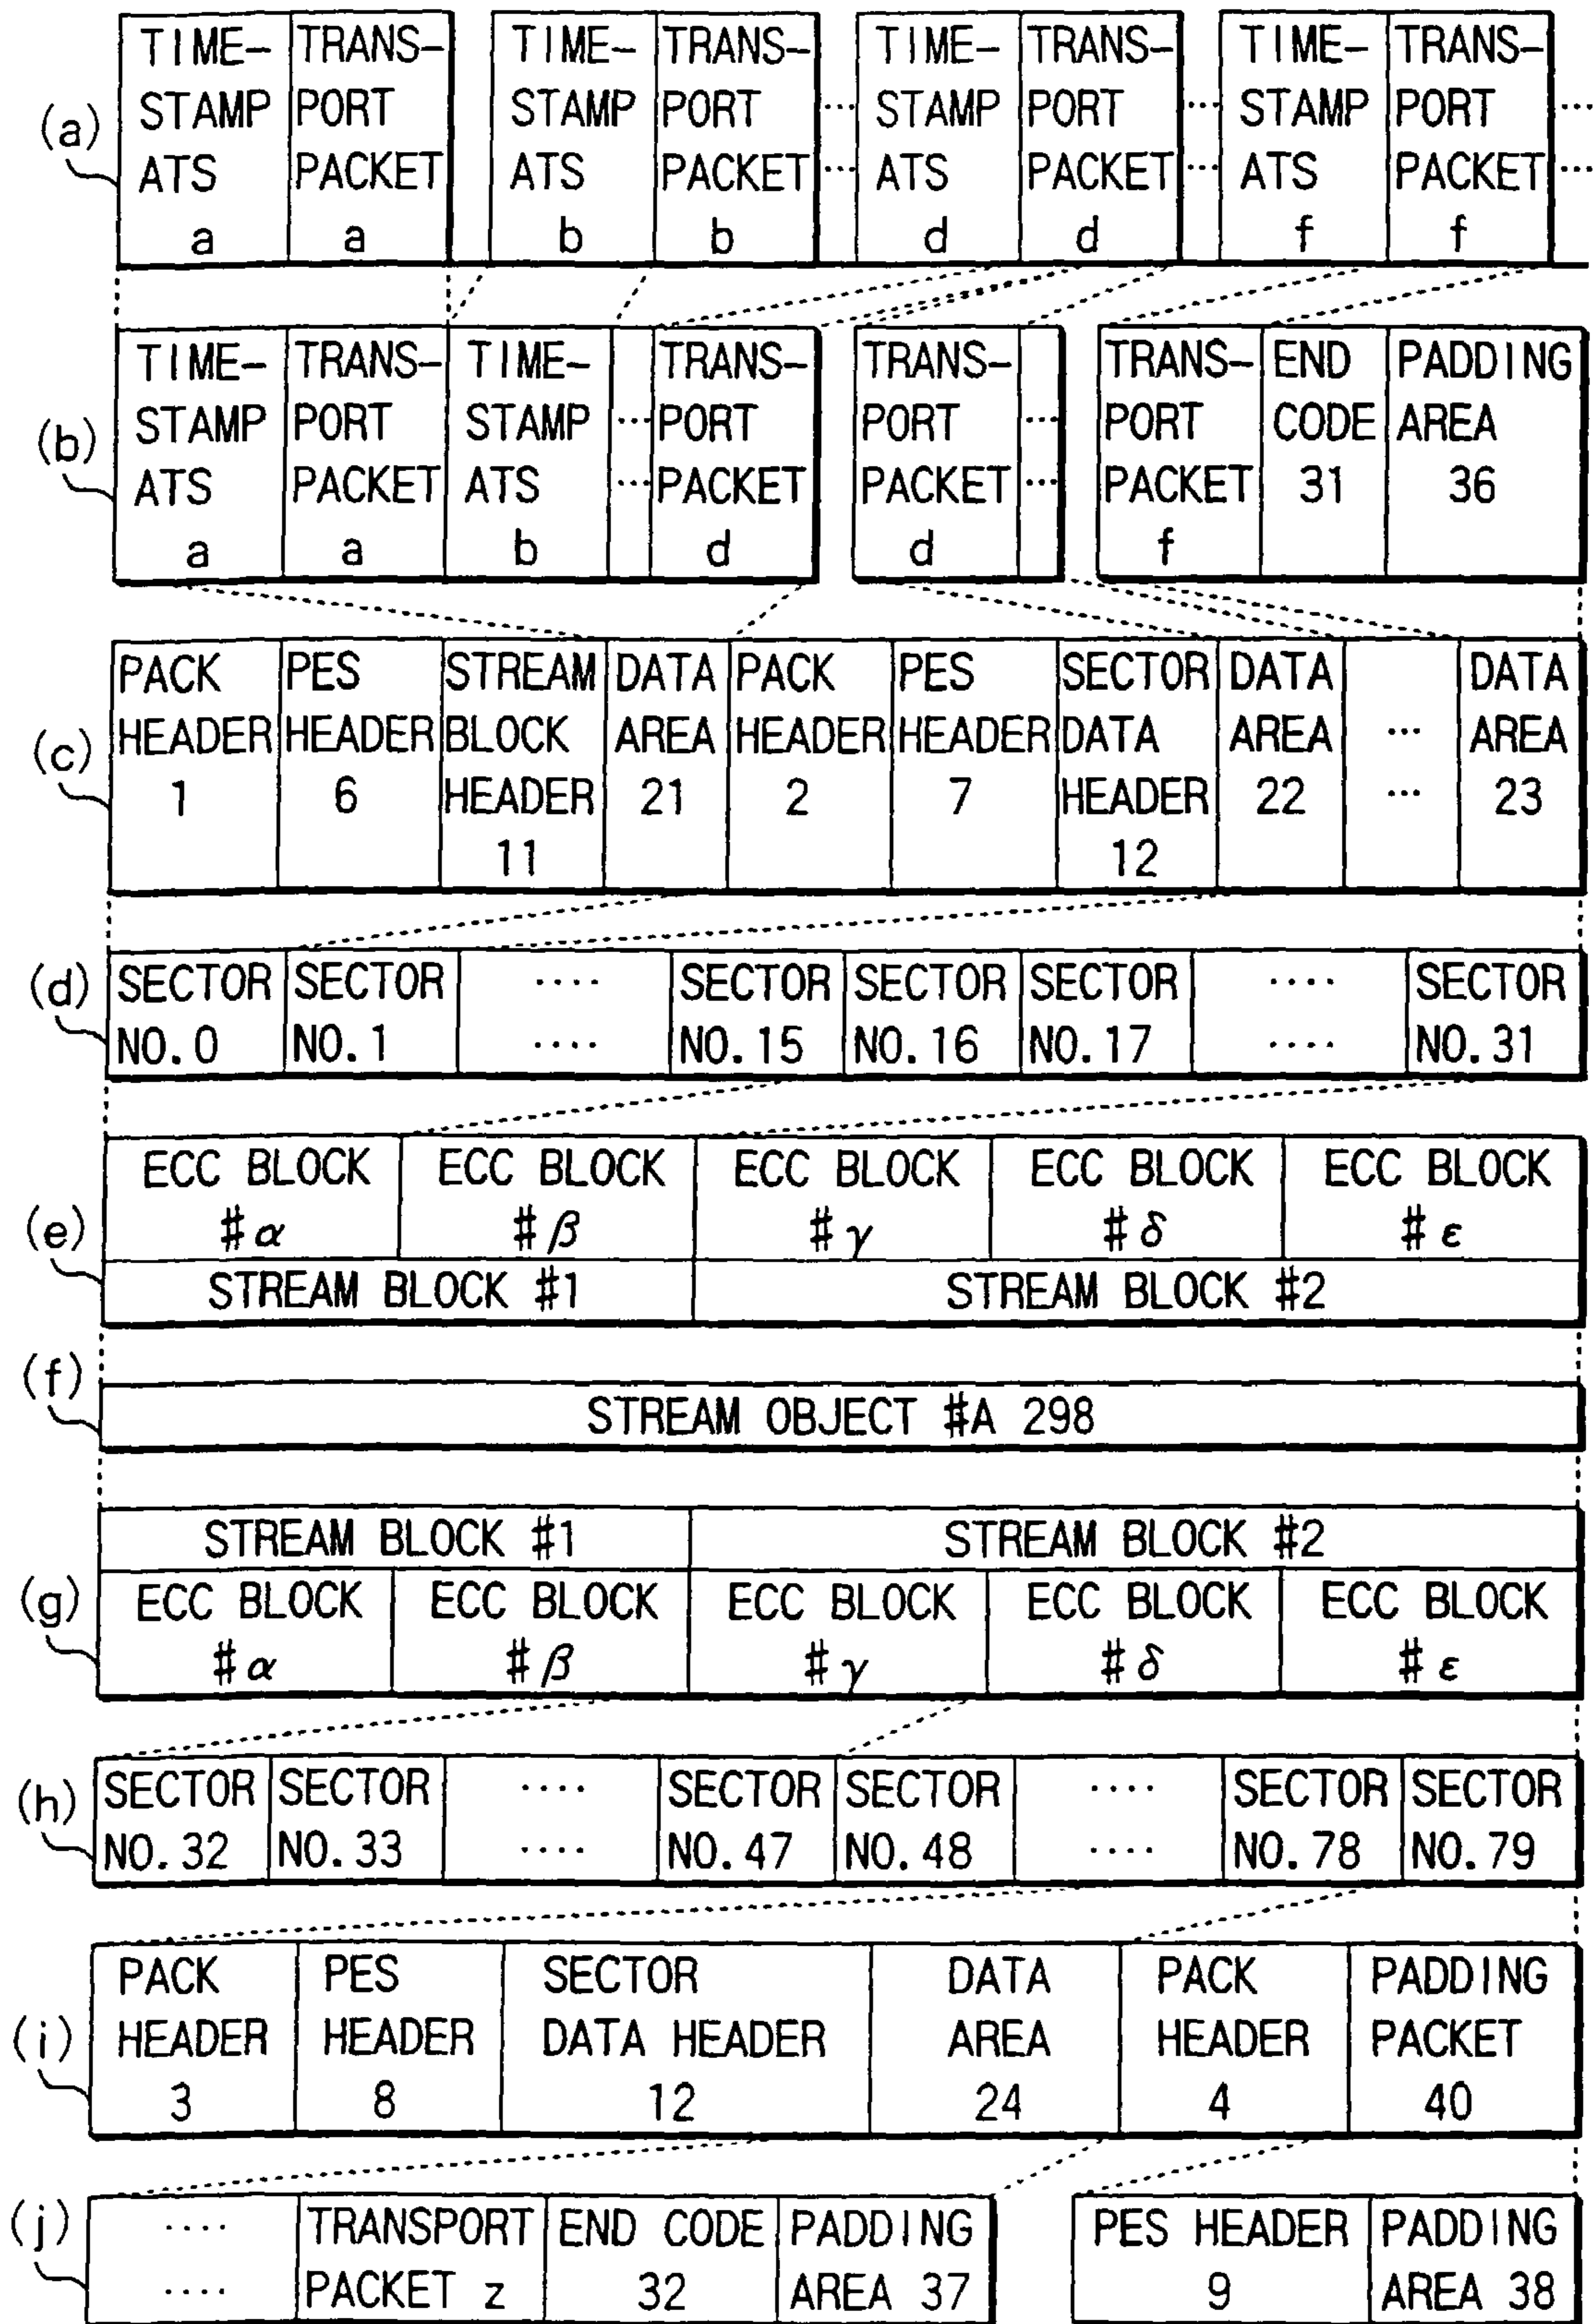 TIME- TRANS- TIME- TRANS- TIME- TRANS- TIME- TRANS-
STAMP PORT STAMP PORT ... STAMP PORT ... STAMP PORT ...
(a)
ATS PACKET ATS PACKET ... ATS PACKET ... ATS PACKET ...
a a b b d d f f
TIME- TRANS- TIME- TRANS- TRANS- TRANS- END PADDING
STAMP PORT STAMP ... PORT PORT ... PORT CODE AREA
(b)
ATS PACKET ATS ... PACKET PACKET ... PACKET 31 36
a a b d d f
PACK PES STREAM DATA PACK PES SECTOR DATA DATA
HEADER HEADER BLOCK AREA HEADER HEADER DATA AREA ... AREA
(c)
1 6 HEADER 21 2 7 HEADER 22 ... 23
11 12
(d) SECTOR SECTOR .... SECTOR SECTOR SECTOR .... SECTOR
NO.0 NO.1 .... NO.15 NO.16 NO.17 .... NO.31
ECC BLOCK ECC BLOCK ECC BLOCK ECC BLOCK ECC BLOCK
(e) #α #β #γ #δ #ε
STREAM BLOCK #1 STREAM BLOCK #2
(f)
STREAM OBJECT #A 298
STREAM BLOCK #1 STREAM BLOCK #2
(g) ECC BLOCK ECC BLOCK ECC BLOCK ECC BLOCK ECC BLOCK
#α #β #γ #δ #ε
(h) SECTOR SECTOR .... SECTOR SECTOR .... SECTOR SECTOR
NO.32 NO.33 .... NO.47 NO.48 .... NO.78 NO.79
PACK PES SECTOR DATA PACK PADDING
(i) HEADER HEADER DATA HEADER AREA HEADER PACKET
3 8 12 24 4 40
(j) .... TRANSPORT END CODE PADDING PES HEADER PADDING
.... PACKET z 32 AREA 37 9 AREA 38